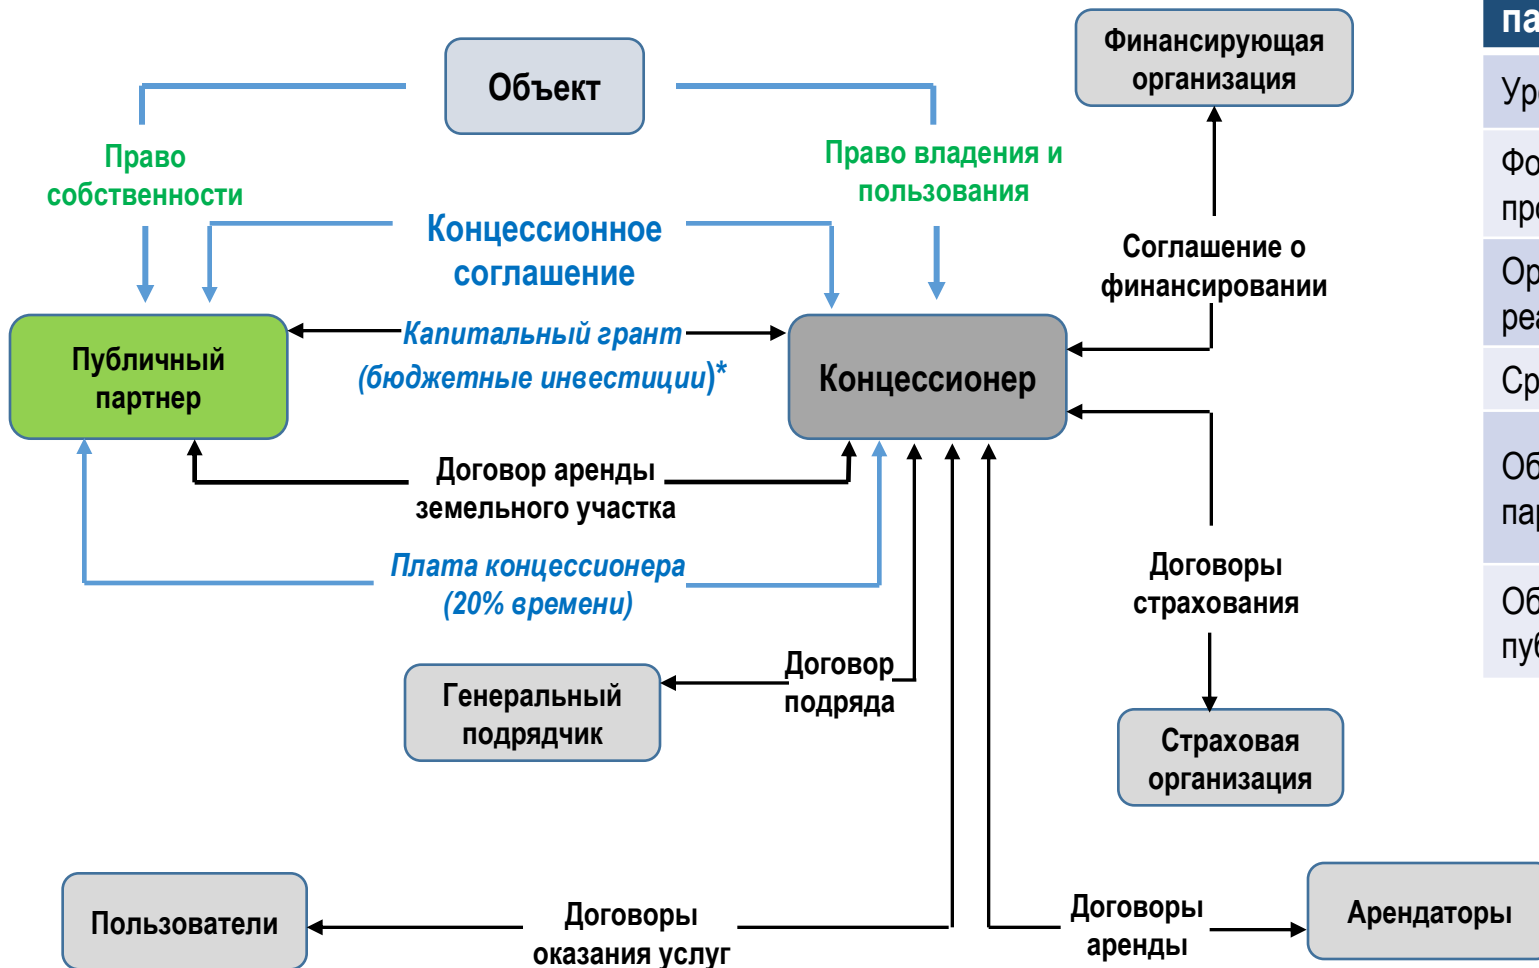 Объект
Финансирующая
организация
Право
собственности
Право владения и
пользования
Концессионное
соглашение
Соглашение о
финансировании
Публичный
партнер
Капитальный грант
(бюджетные инвестиции)*
Концессионер
Договор аренды
земельного участка
Плата концессионера
(20% времени)
Договоры
страхования
Генеральный
подрядчик
Договор
подряда
Страховая
организация
Пользователи
Договоры
оказания услуг
Договоры
аренды
Арендаторы